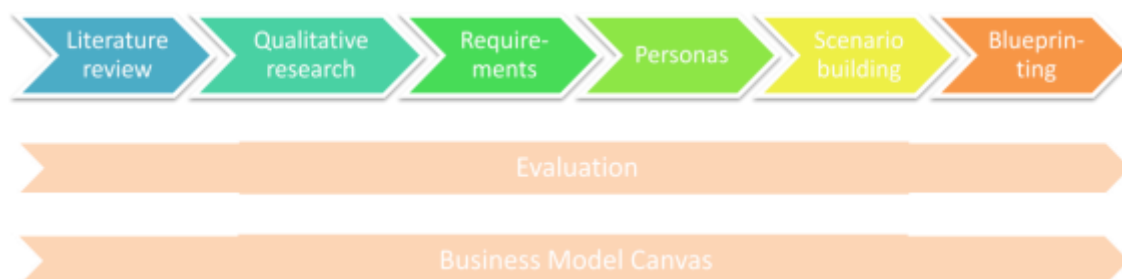 Literature
review
Qualitative
research
Require-
ments
Personas
Scenario
building
Blueprin-
ting
Evaluation
Business Model Canvas